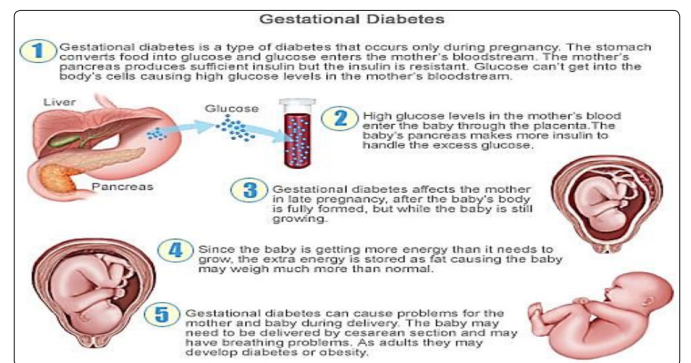 Gestational Diabetes
1 Gestational diabetes is a type of diabetes that occurs only during pregnancy. The stomach
converts food into glucose and glucose enters the mother's bloodstream. The mother's
pancreas produces sufficient insulin but the insulin is resistant. Glucose can't get into the
body's cells causing high glucose levels in the mother's bloodstream.
Liver
Glucose
Pancreas
2 High glucose levels in the mother's blood
enter the baby through the placenta.The
baby's pancreas makes more insulin to
handle the excess glucose.
3 Gestational diabetes affects the mother
in late pregnancy, after the baby's body
is fully formed, but while the baby is still
growing.
4 Since the baby is getting more energy than it needs to
grow, the extra energy is stored as fat causing the baby
may weigh much more than normal.
5 Gestational diabetes can cause problems for the
mother and baby during delivery. The baby may
need to be delivered by cesarean section and may
have breathing problems. As adults they may
develop diabetes or obesity.